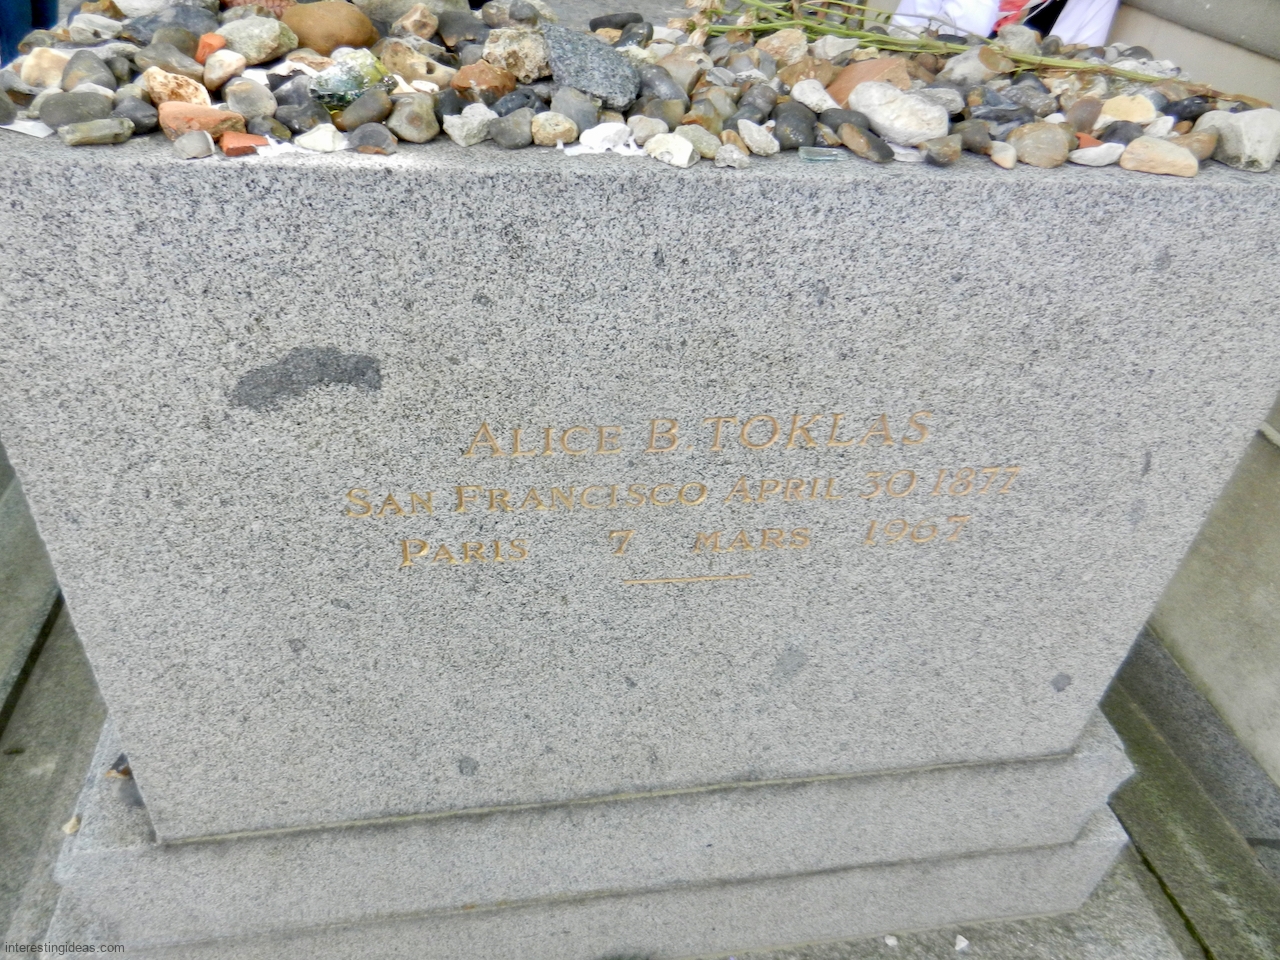 ALICE B. TOKLAS
SAN FRANCISCO APRIL 30 1877
PARIS 7 MARS 1967
interestingideas.com